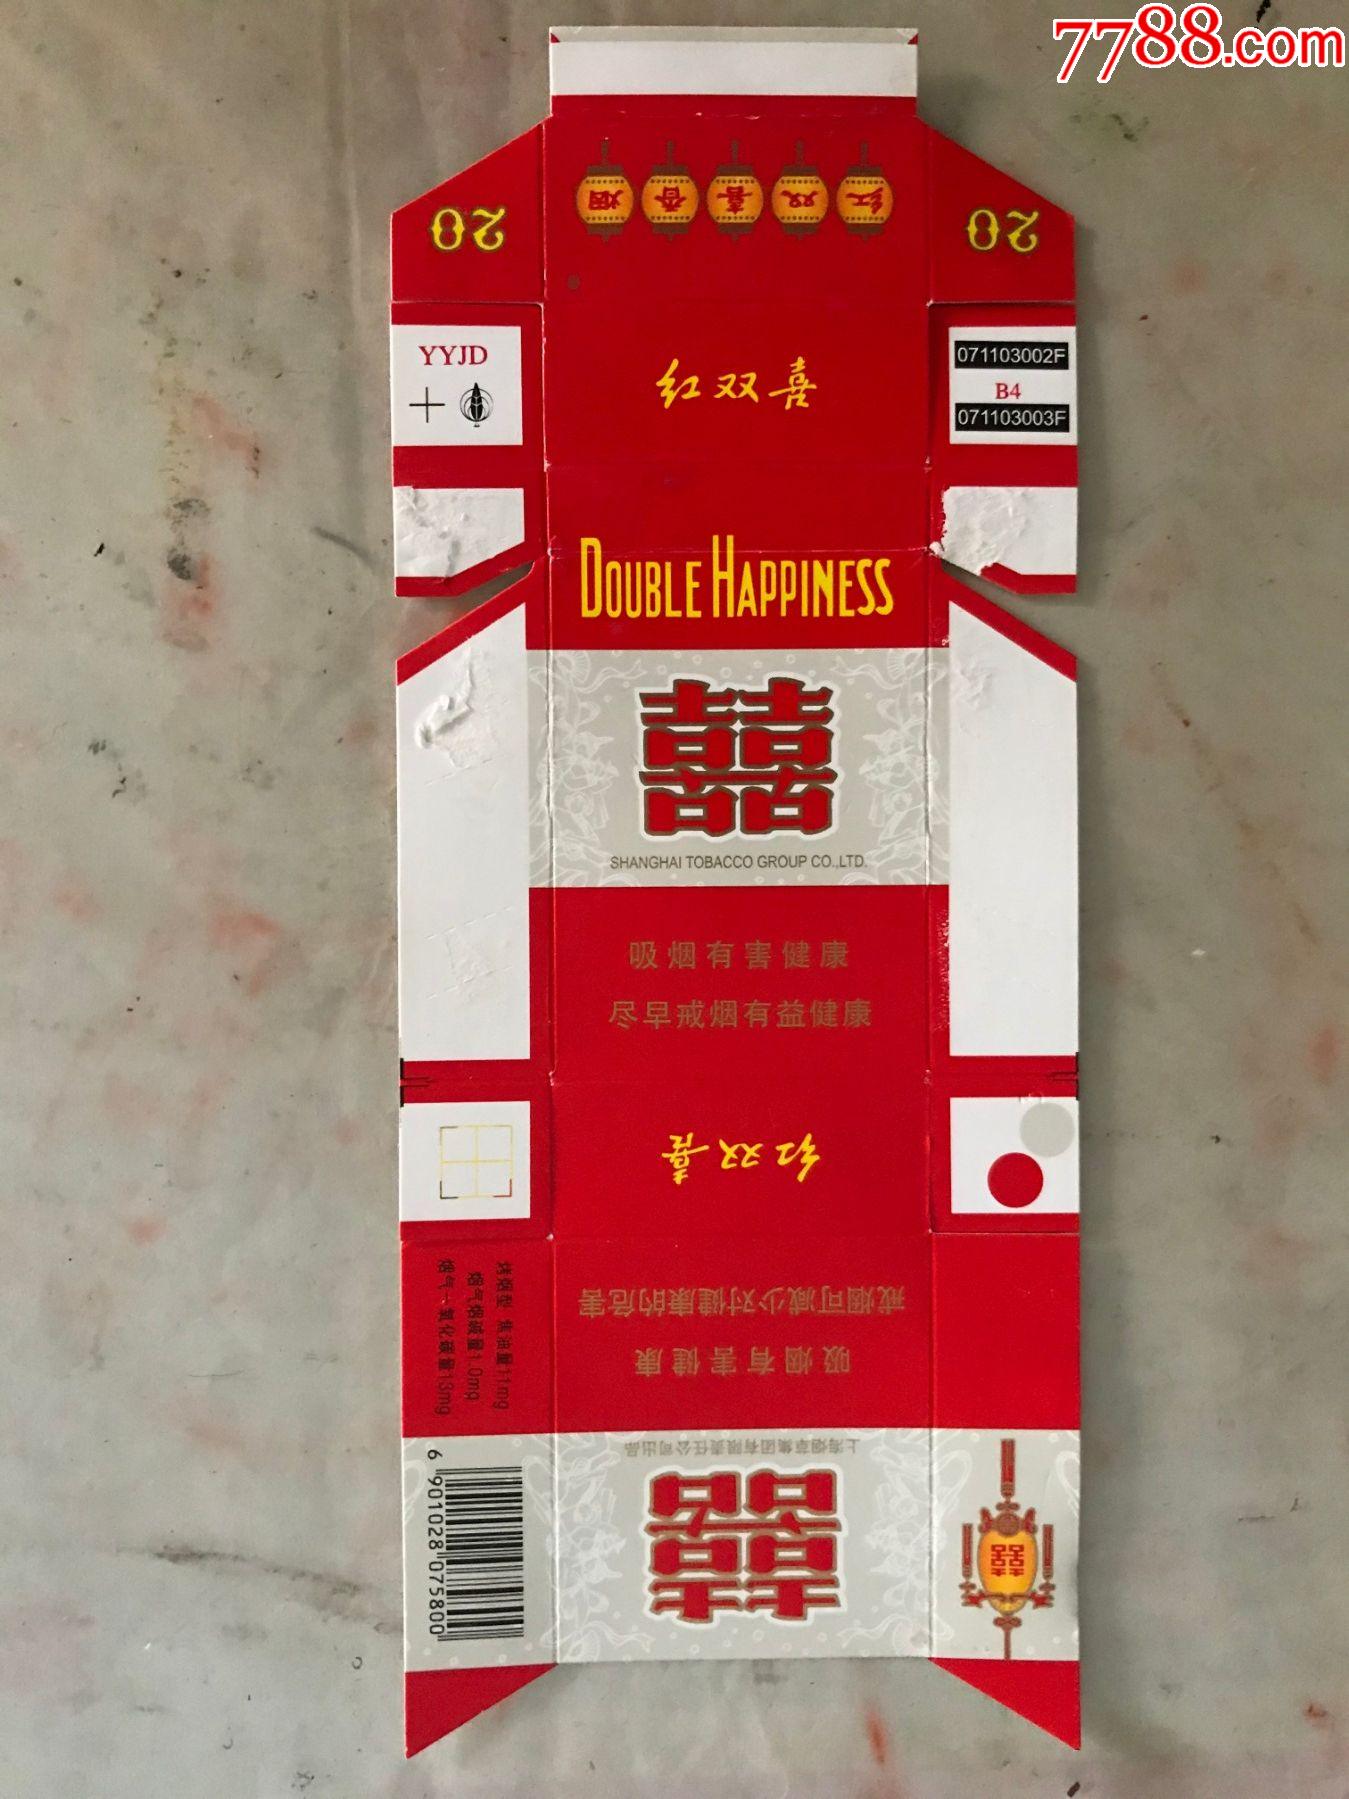 7788.com
红双喜香烟
20
20
YYJD
071103002F
B4
071103003F
红双喜
DOUBLE HAPPINESS
囍
SHANGHAI TOBACCO GROUP CO.,LTD.
吸烟有害健康
尽早戒烟有益健康
红双喜
吸烟有害健康
戒烟可减少对健康的危害
烤烟型 焦油量11mg
烟气烟碱量1.0mg
烟气一氧化碳量13mg
上海烟草集团有限责任公司出品
囍
囍
6 901028 075800